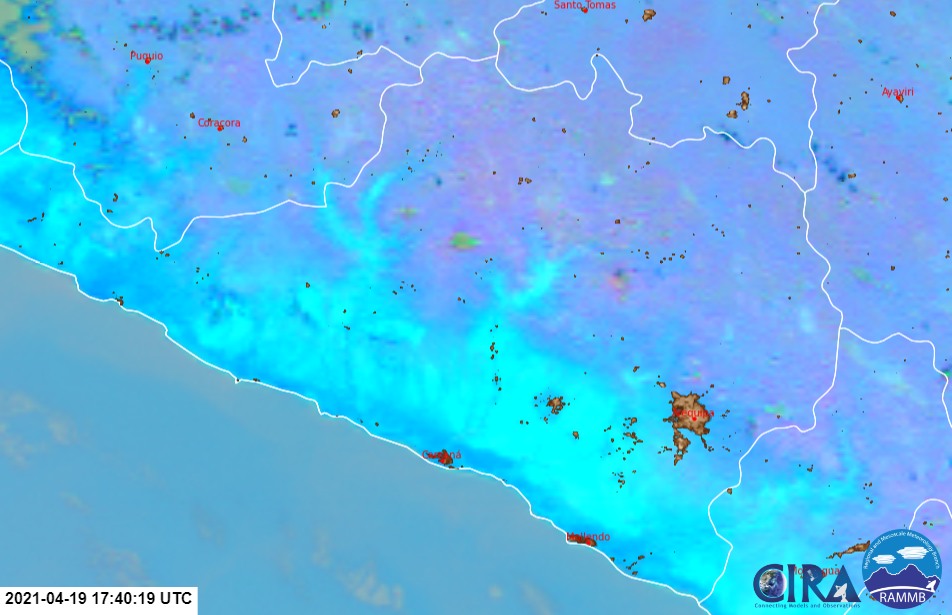 Santo Tomas
Puquio
Ayaviri
Coracora
Arequipa
Camaná
Mollendo
Moquegua
CIRA
Connecting Models and Observations
Regional and Mesoscale Meteorology Branch
RAMMB
2021-04-19 17:40:19 UTC